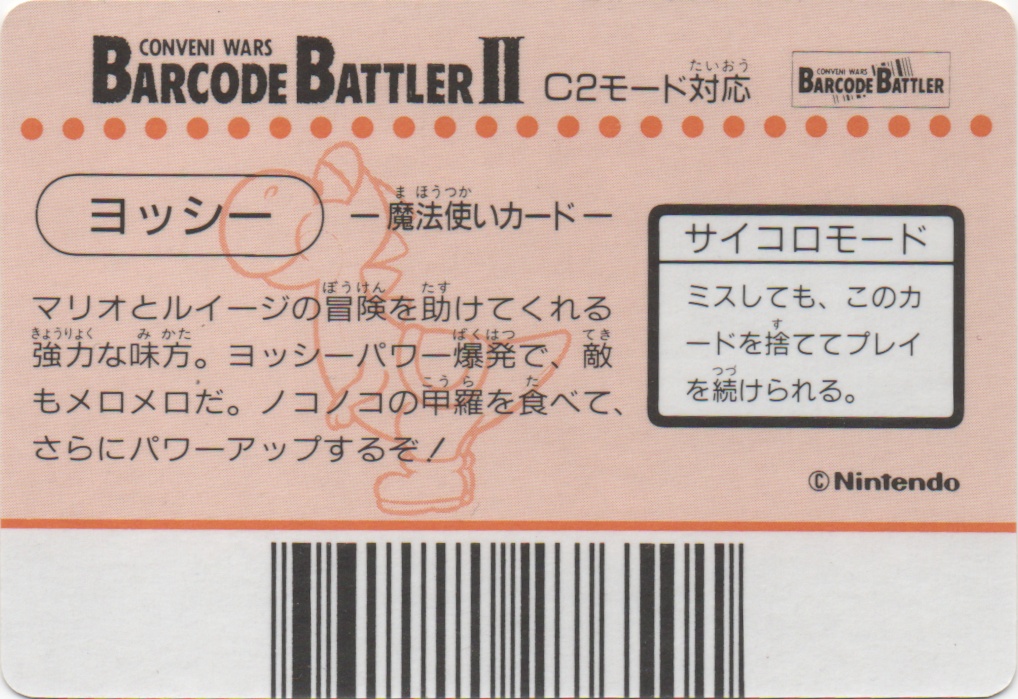 CONVENI WARS
BARCODE BATTLER II
たいおう
C2モード対応
CONVENI WARS
BARCODE BATTLER
ヨッシー
まほうつか
ー魔法使いカードー
ぼうけん たす
マリオとルイージの冒険を助けてくれる
きょうりょく みかた ばくはつ てき
強力な味方。ヨッシーパワー爆発で、敵
こうら た
もメロメロだ。ノコノコの甲羅を食べて、
さらにパワーアップするぞ!
サイコロモード
ミスしても、このカ
す
ードを捨ててプレイ
つづ
を続けられる。
©Nintendo